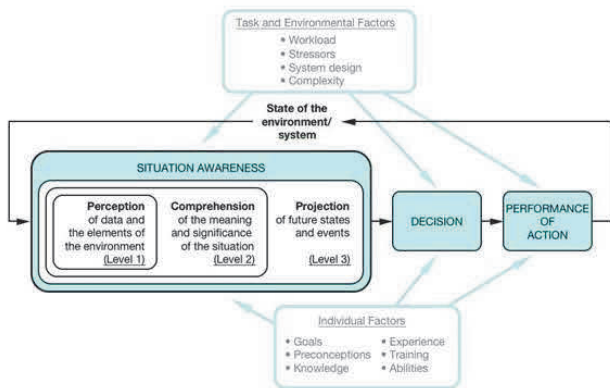 Task and Environmental Factors
• Workload
• Stressors
• System design
• Complexity
State of the
environment/
system
SITUATION AWARENESS
Perception
of data and
the elements of
the environment
(Level 1)
Comprehension
of the meaning
and significance
of the situation
(Level 2)
Projection
of future states
and events
(Level 3)
DECISION
PERFORMANCE
OF
ACTION
Individual Factors
• Goals
• Preconceptions
• Knowledge
• Experience
• Training
• Abilities